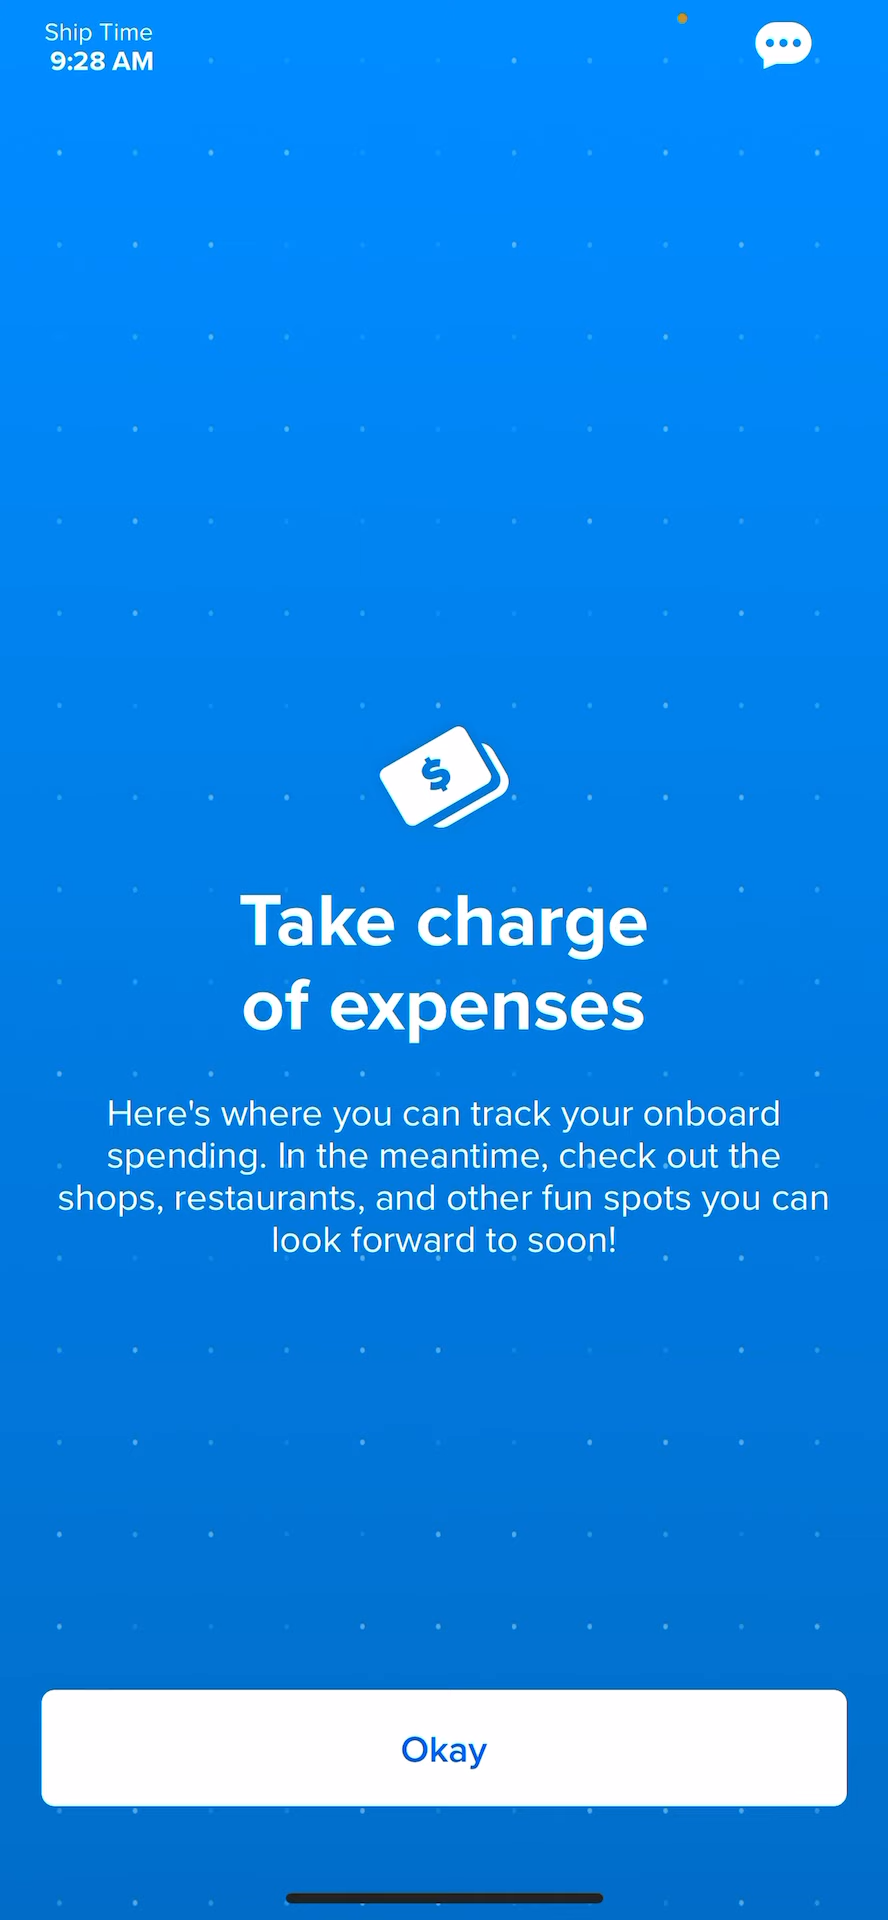 Ship Time
9:28 AM
$
Take charge
of expenses
Here's where you can track your onboard
spending. In the meantime, check out the
shops, restaurants, and other fun spots you can
look forward to soon!
Okay